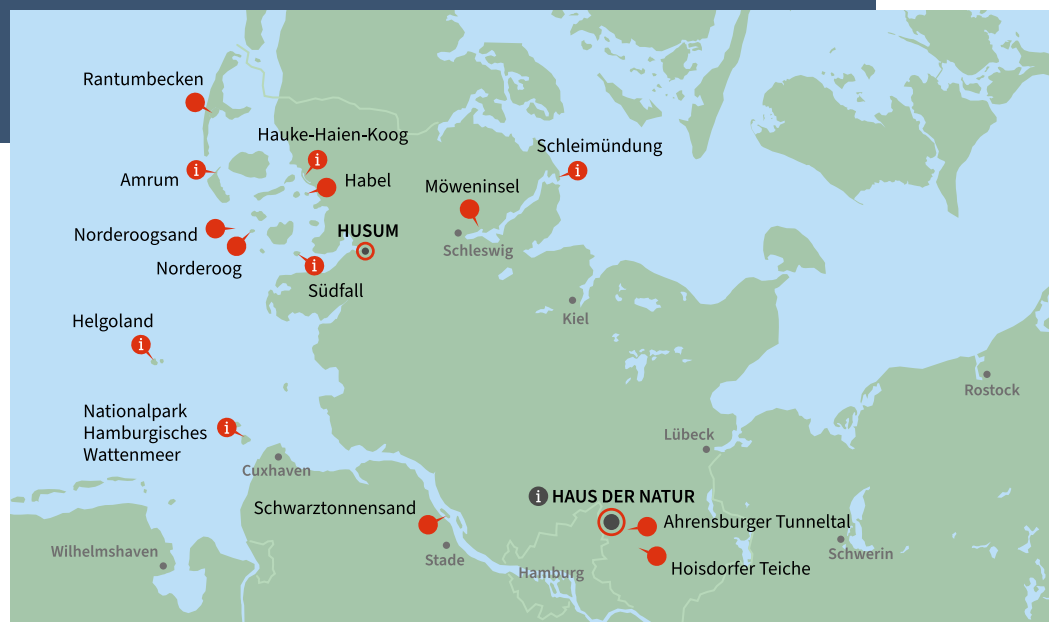 Rantumbecken
Hauke-Haien-Koog
Schleimündung
Amrum
Habel
Möweninsel
Norderoogsand
HUSUM
Schleswig
Norderoog
Südfall
Kiel
Helgoland
Rostock
Nationalpark
Hamburgisches
Wattenmeer
Lübeck
Cuxhaven
i HAUS DER NATUR
Schwarztonnensand
Ahrensburger Tunneltal
Wilhelmshaven
Stade
Schwerin
Hamburg
Hoisdorfer Teiche